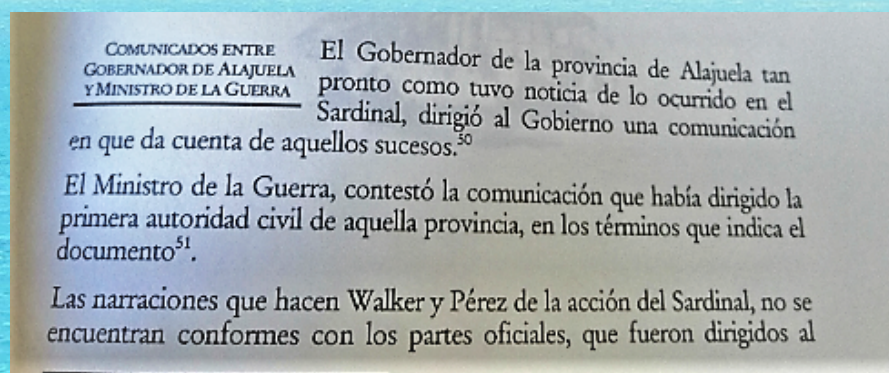 COMUNICADOS ENTRE
GOBERNADOR DE ALAJUELA
Y MINISTRO DE LA GUERRA
El Gobernador de la provincia de Alajuela tan
pronto como tuvo noticia de lo ocurrido en el
Sardinal, dirigió al Gobierno una comunicación
en que da cuenta de aquellos sucesos.50
El Ministro de la Guerra, contestó la comunicación que había dirigido la
primera autoridad civil de aquella provincia, en los términos que indica el
documento51.
Las narraciones que hacen Walker y Pérez de la acción del Sardinal, no se
encuentran conformes con los partes oficiales, que fueron dirigidos al